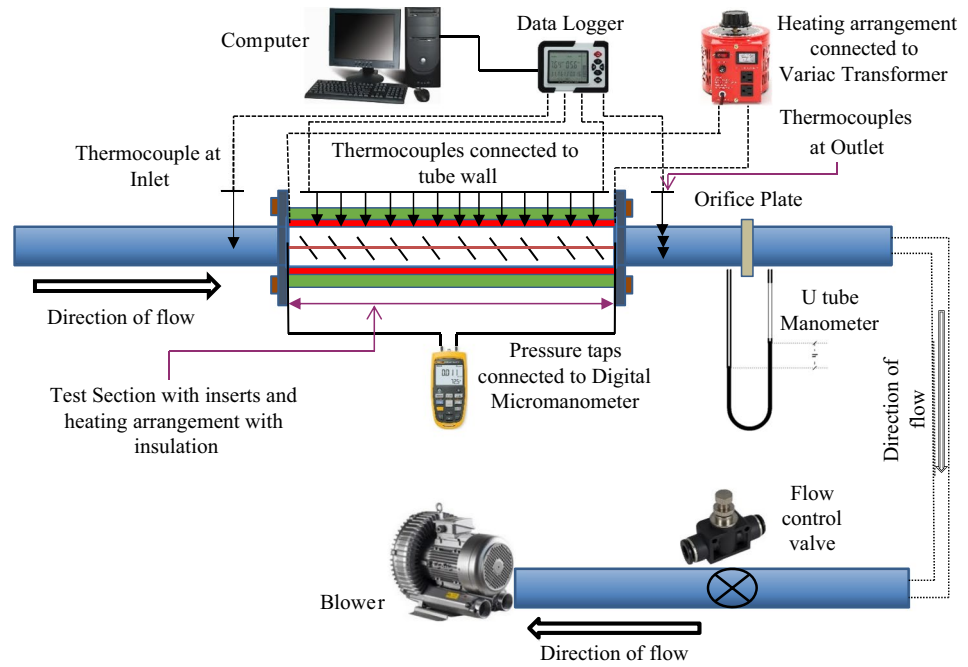 Computer
Data Logger
Heating arrangement
connected to
Variac Transformer
Thermocouple at
Inlet
Thermocouples connected to
tube wall
Thermocouples
at Outlet
Orifice Plate
Direction of flow
U tube
Manometer
Pressure taps
connected to Digital
Micromanometer
Test Section with inserts and
heating arrangement with
insulation
Direction of
flow
Flow
control
valve
Blower
Direction of flow